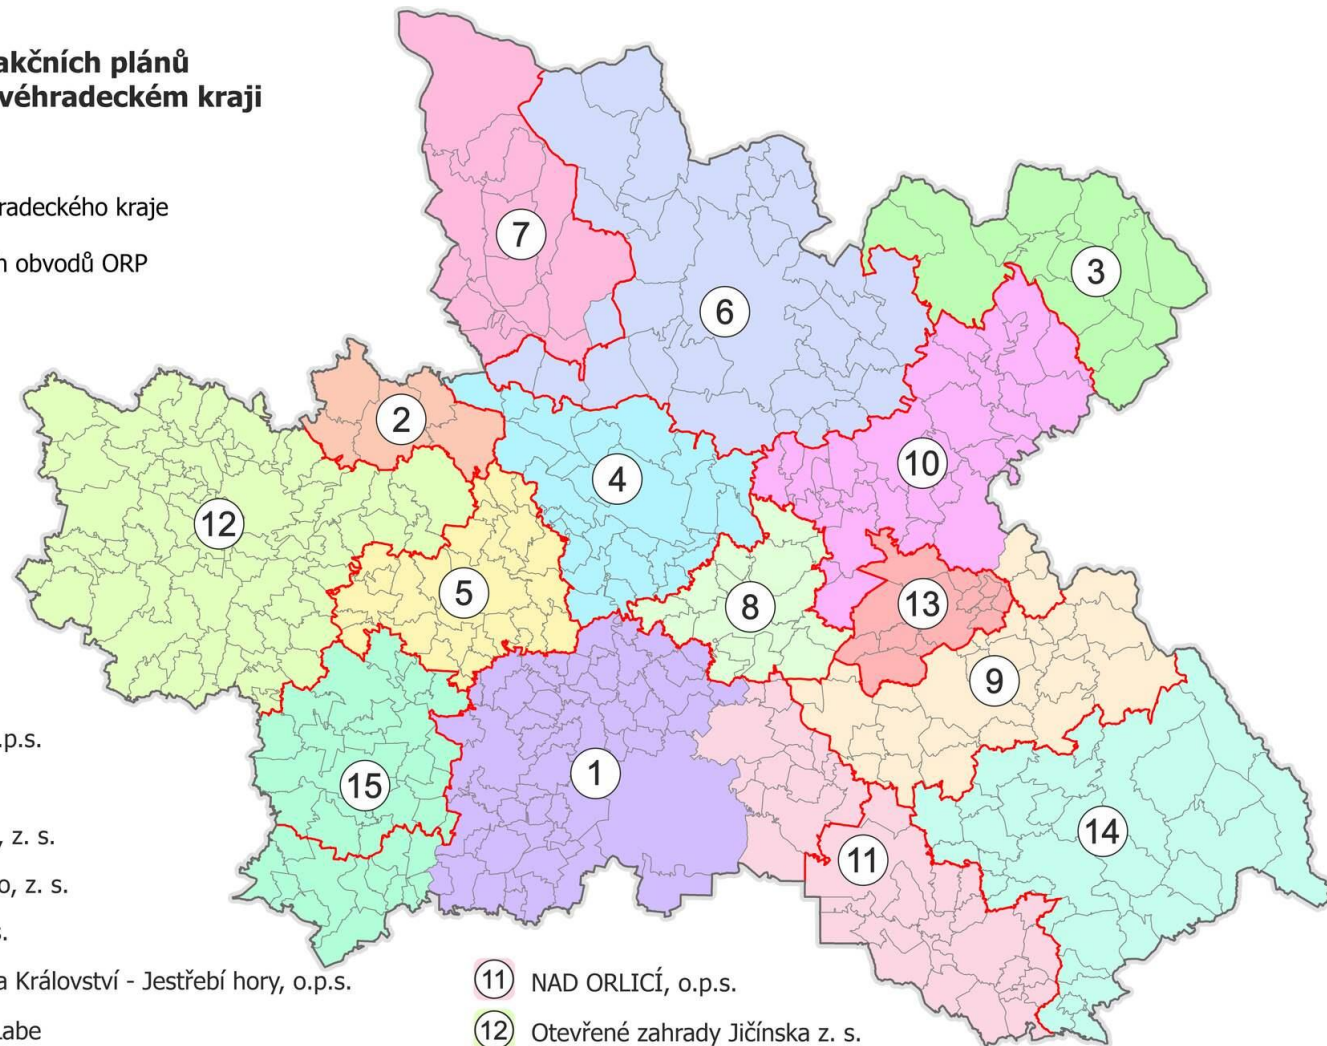 akčních plánů
véhradeckém kraji
radeckého kraje
obvodů ORP
7
3
6
2
10
4
12
5
13
8
9
1
15
14
11
.p.s.
, z. s.
o, z. s.
s.
a Království - Jestřebí hory, o.p.s.
Labe
11 NAD ORLICÍ, o.p.s.
12 Otevřené zahrady Jičínska z. s.